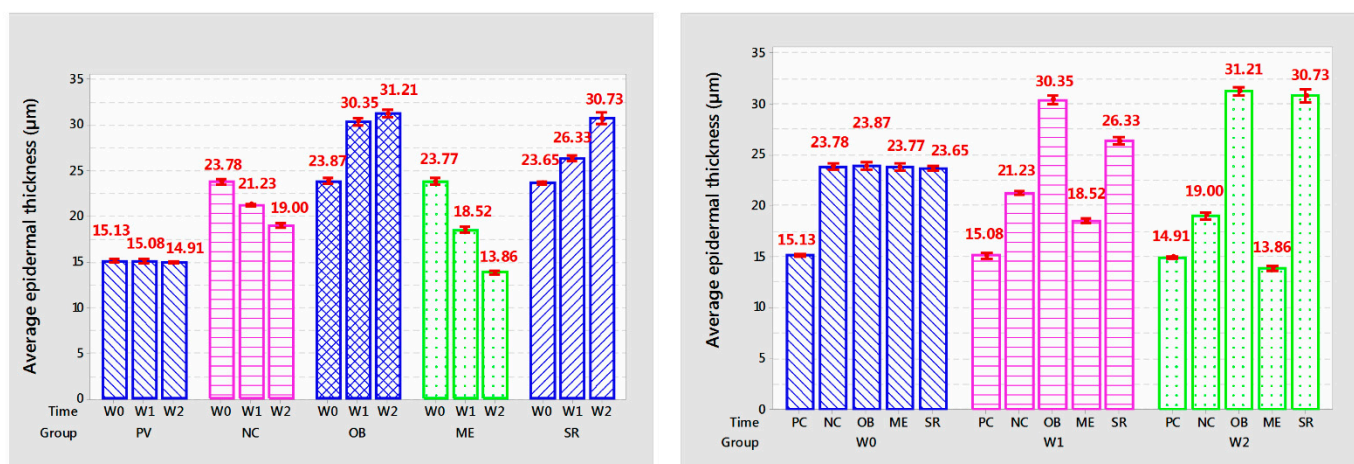 Average epidermal thickness (µm)
35
30
25
20
15
10
5
0
15.13 15.08 14.91
23.78 21.23 19.00
23.87 30.35 31.21
23.77 18.52 13.86
23.65 26.33 30.73
Time W0 W1 W2 W0 W1 W2 W0 W1 W2 W0 W1 W2 W0 W1 W2
Group PV NC OB ME SR
Average epidermal thickness (µm)
35
30
25
20
15
10
5
0
15.13 23.78 23.87 23.77 23.65
15.08 21.23 30.35 18.52 26.33
14.91 19.00 31.21 13.86 30.73
Time PC NC OB ME SR PC NC OB ME SR PC NC OB ME SR
Group W0 W1 W2